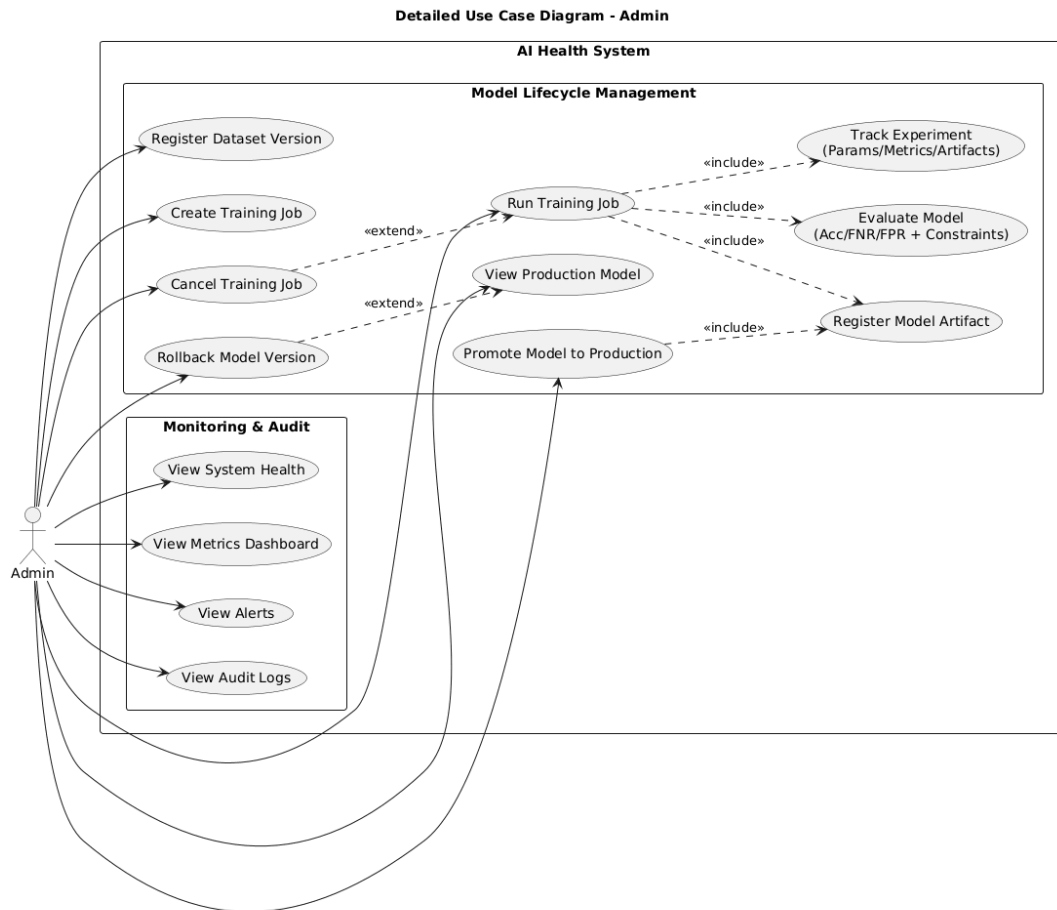 Detailed Use Case Diagram - Admin
AI Health System
Model Lifecycle Management
Register Dataset Version
Track Experiment
(Params/Metrics/Artifacts)
«include»
Create Training Job
Run Training Job
«include»
Evaluate Model
(Acc/FNR/FPR + Constraints)
«extend»
«include»
Cancel Training Job
View Production Model
«extend»
Register Model Artifact
«include»
Rollback Model Version
Promote Model to Production
Monitoring & Audit
View System Health
View Metrics Dashboard
Admin
View Alerts
View Audit Logs